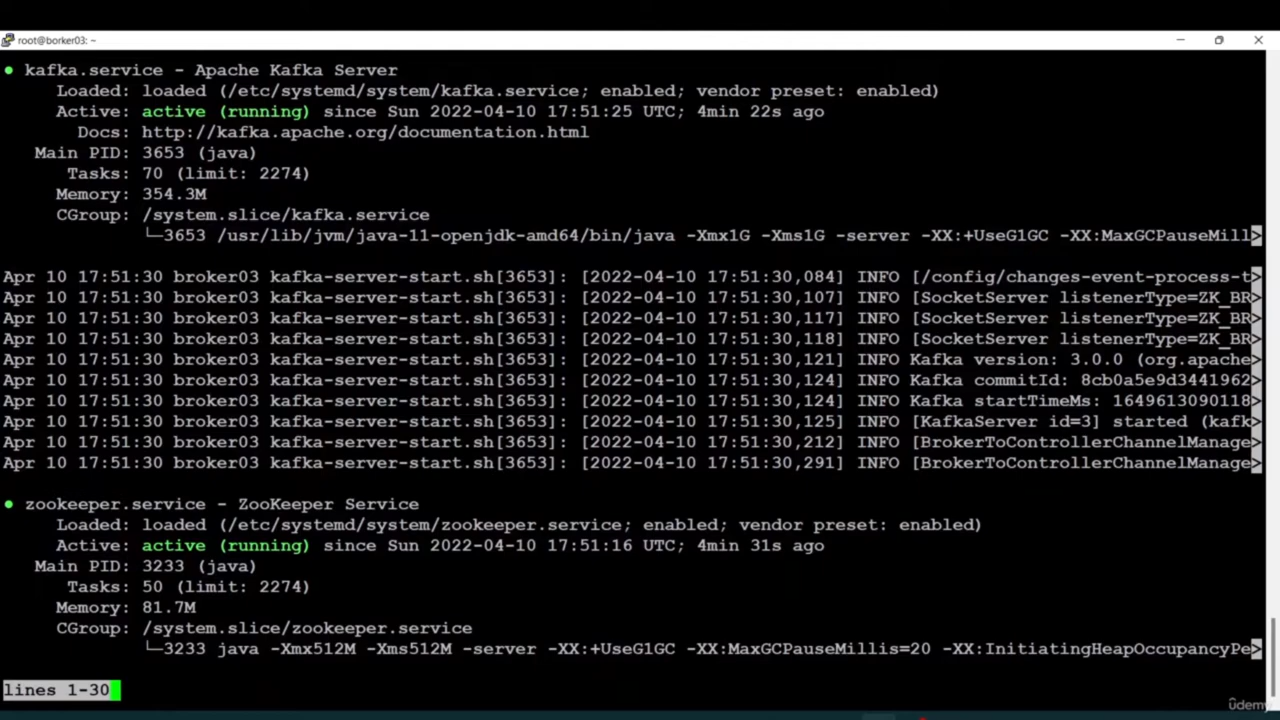 root@borker03: ~
● kafka.service - Apache Kafka Server
Loaded: loaded (/etc/systemd/system/kafka.service; enabled; vendor preset: enabled)
Active: active (running) since Sun 2022-04-10 17:51:25 UTC; 4min 22s ago
Docs: http://kafka.apache.org/documentation.html
Main PID: 3653 (java)
Tasks: 70 (limit: 2274)
Memory: 354.3M
CGroup: /system.slice/kafka.service
└─3653 /usr/lib/jvm/java-11-openjdk-amd64/bin/java -Xmx1G -Xms1G -server -XX:+UseG1GC -XX:MaxGCPauseMill>
Apr 10 17:51:30 broker03 kafka-server-start.sh[3653]: [2022-04-10 17:51:30,084] INFO [/config/changes-event-process-t>
Apr 10 17:51:30 broker03 kafka-server-start.sh[3653]: [2022-04-10 17:51:30,107] INFO [SocketServer listenerType=ZK_BR>
Apr 10 17:51:30 broker03 kafka-server-start.sh[3653]: [2022-04-10 17:51:30,117] INFO [SocketServer listenerType=ZK_BR>
Apr 10 17:51:30 broker03 kafka-server-start.sh[3653]: [2022-04-10 17:51:30,118] INFO [SocketServer listenerType=ZK_BR>
Apr 10 17:51:30 broker03 kafka-server-start.sh[3653]: [2022-04-10 17:51:30,121] INFO Kafka version: 3.0.0 (org.apache>
Apr 10 17:51:30 broker03 kafka-server-start.sh[3653]: [2022-04-10 17:51:30,124] INFO Kafka commitId: 8cb0a5e9d3441962>
Apr 10 17:51:30 broker03 kafka-server-start.sh[3653]: [2022-04-10 17:51:30,124] INFO Kafka startTimeMs: 1649613090118>
Apr 10 17:51:30 broker03 kafka-server-start.sh[3653]: [2022-04-10 17:51:30,125] INFO [KafkaServer id=3] started (kafk>
Apr 10 17:51:30 broker03 kafka-server-start.sh[3653]: [2022-04-10 17:51:30,212] INFO [BrokerToControllerChannelManage>
Apr 10 17:51:30 broker03 kafka-server-start.sh[3653]: [2022-04-10 17:51:30,291] INFO [BrokerToControllerChannelManage>
● zookeeper.service - ZooKeeper Service
Loaded: loaded (/etc/systemd/system/zookeeper.service; enabled; vendor preset: enabled)
Active: active (running) since Sun 2022-04-10 17:51:16 UTC; 4min 31s ago
Main PID: 3233 (java)
Tasks: 50 (limit: 2274)
Memory: 81.7M
CGroup: /system.slice/zookeeper.service
└─3233 java -Xmx512M -Xms512M -server -XX:+UseG1GC -XX:MaxGCPauseMillis=20 -XX:InitiatingHeapOccupancyPe>
lines 1-30
ûdemy